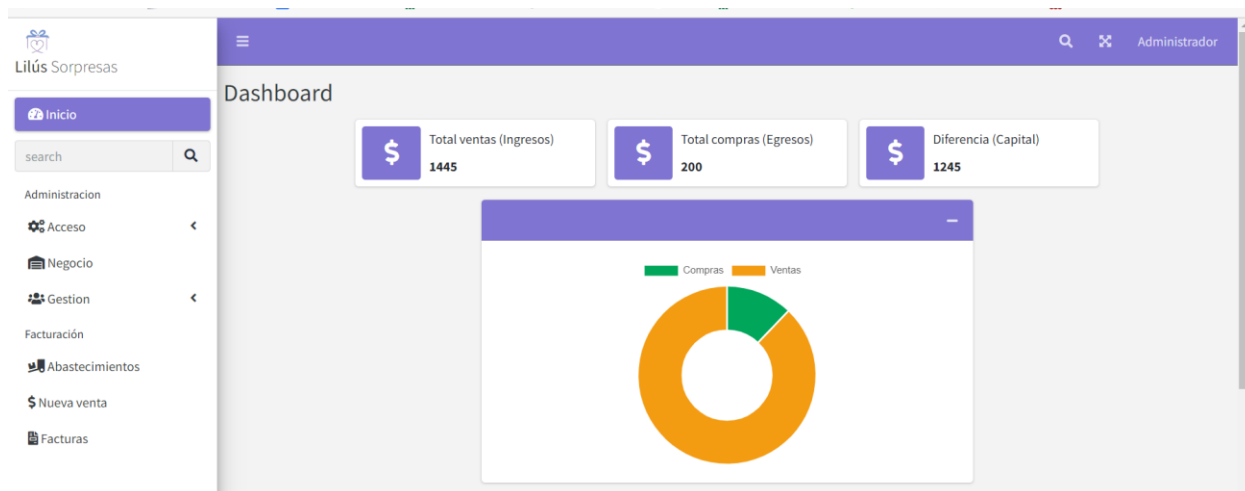 Lilús Sorpresas
Administrador
Inicio
search
Administracion
Acceso
Negocio
Gestion
Facturación
Abastecimientos
$ Nueva venta
Facturas
Dashboard
$
Total ventas (Ingresos)
1445
$
Total compras (Egresos)
200
$
Diferencia (Capital)
1245
Compras Ventas